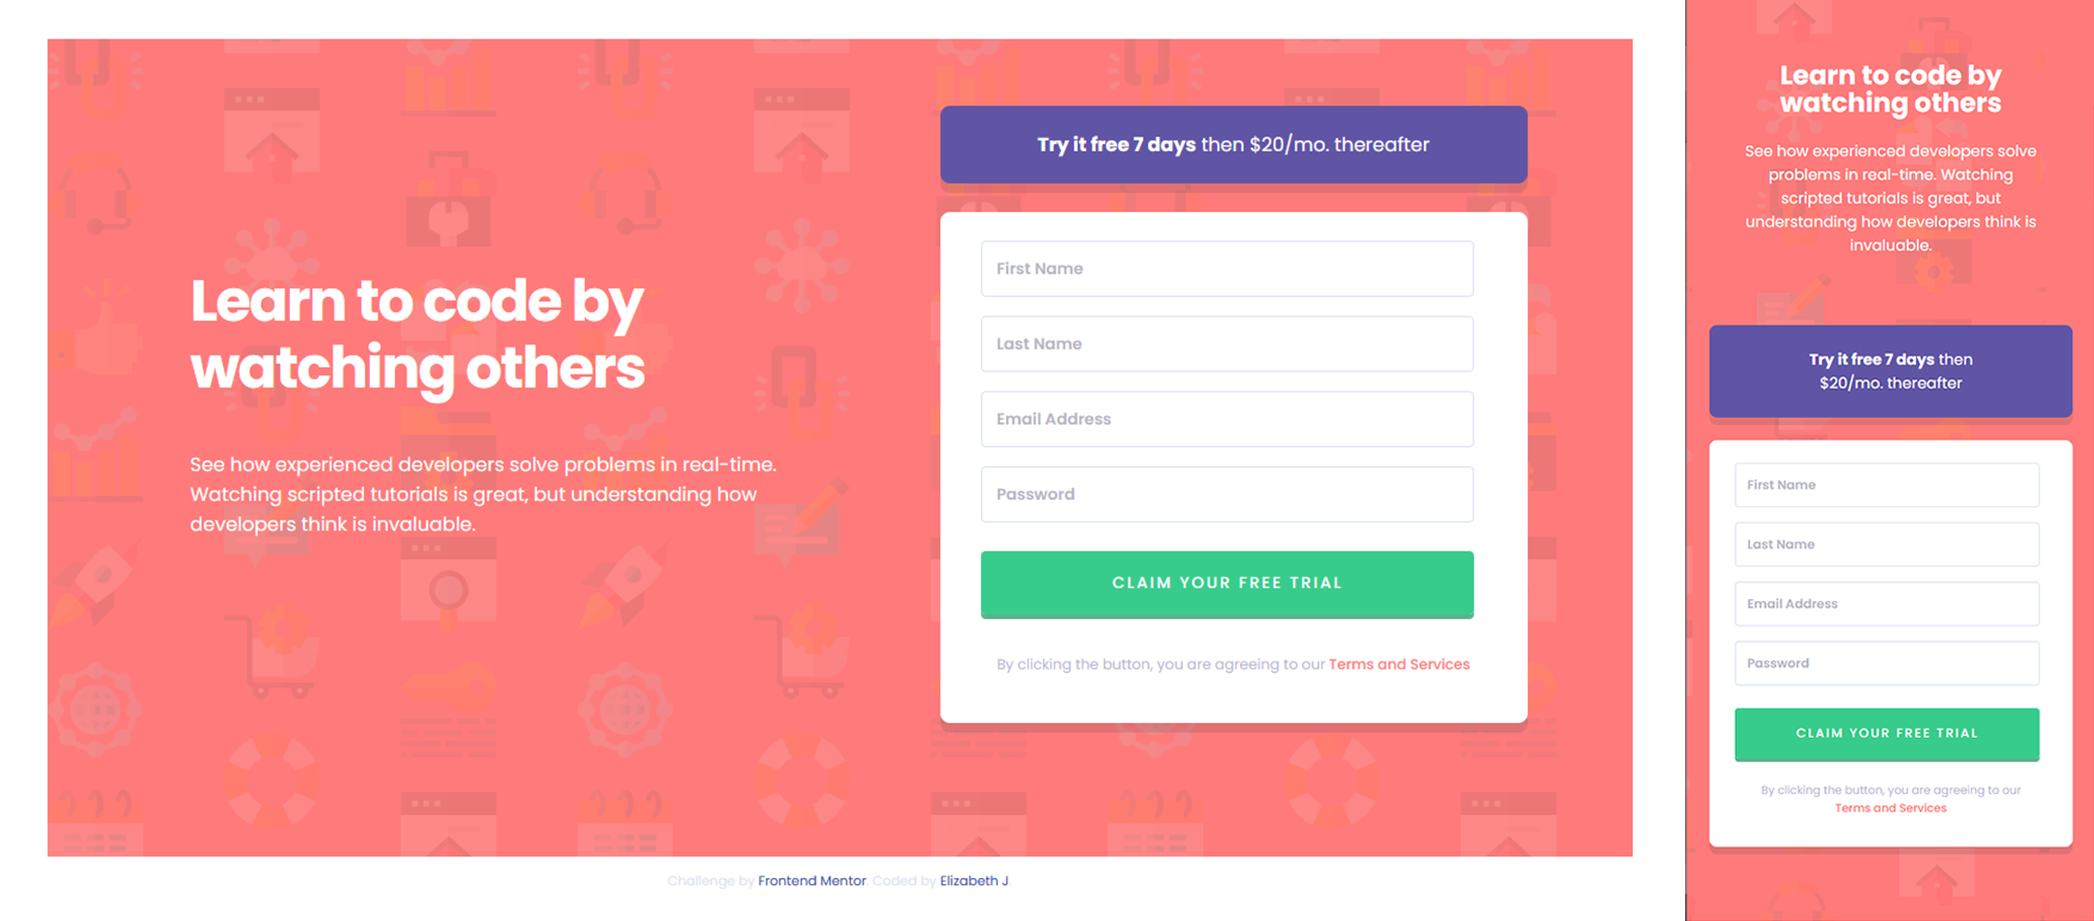 Learn to code by
watching others
See how experienced developers solve problems in real-time.
Watching scripted tutorials is great, but understanding how
developers think is invaluable.
Try it free 7 days then $20/mo. thereafter
First Name
Last Name
Email Address
Password
CLAIM YOUR FREE TRIAL
By clicking the button, you are agreeing to our Terms and Services
Challenge by Frontend Mentor. Coded by Elizabeth J.
Learn to code by
watching others
See how experienced developers solve
problems in real-time. Watching
scripted tutorials is great, but
understanding how developers think is
invaluable.
Try it free 7 days then
$20/mo. thereafter
First Name
Last Name
Email Address
Password
CLAIM YOUR FREE TRIAL
By clicking the button, you are agreeing to our
Terms and Services